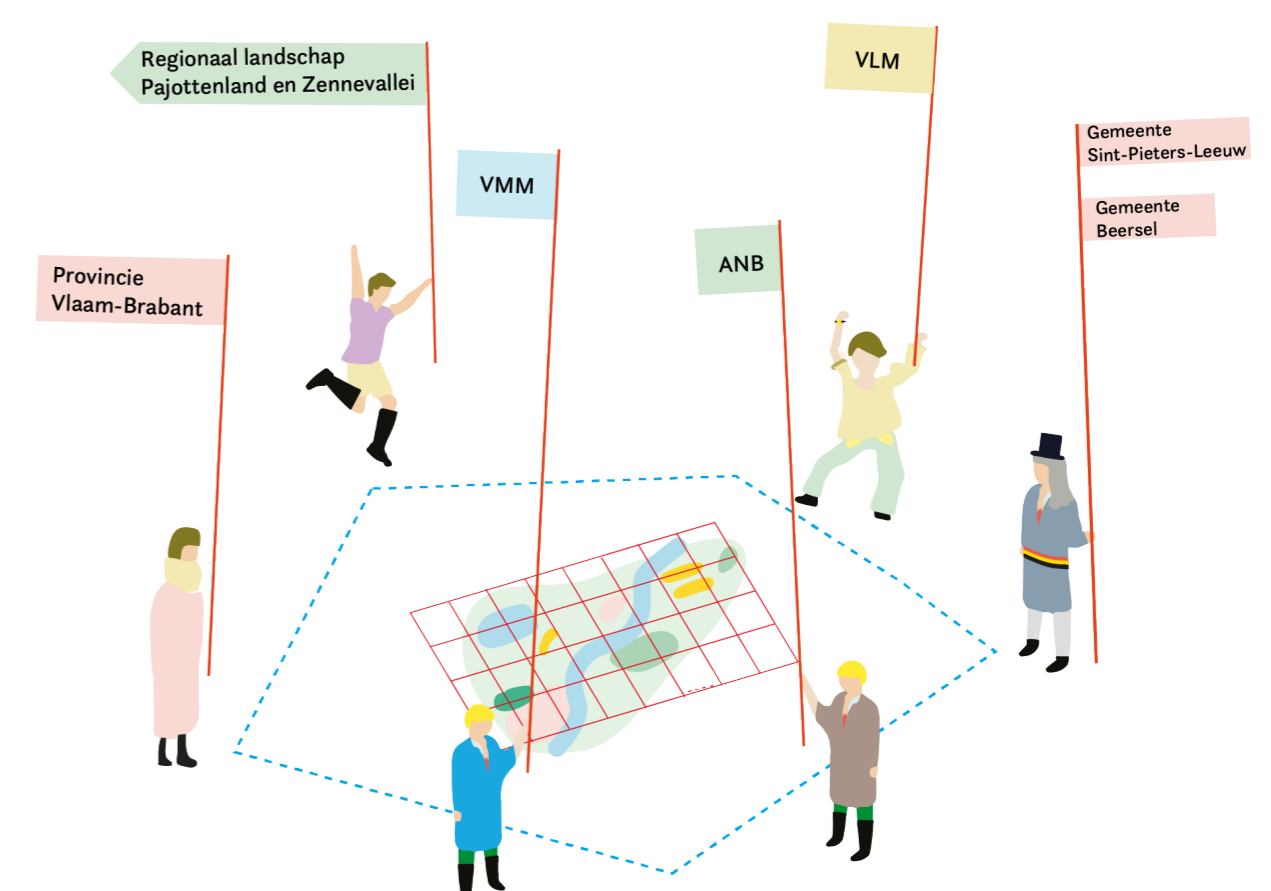 Regionaal landschap
Pajottenland en Zennevallei
VLM
Gemeente
Sint-Pieters-Leeuw
VMM
Gemeente
Beersel
ANB
Provincie
Vlaam-Brabant